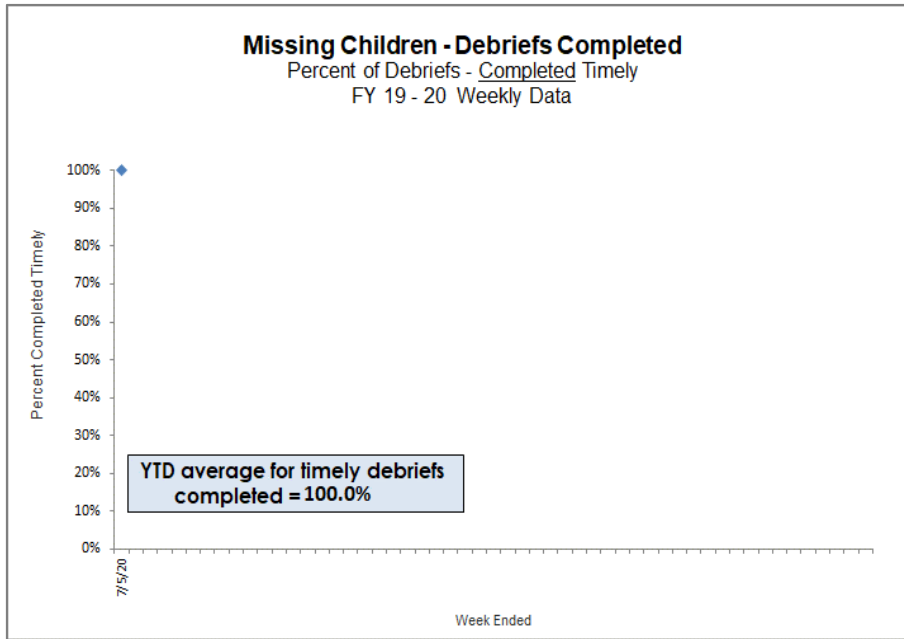 Missing Children - Debriefs Completed
Percent of Debriefs - Completed Timely
FY 19 - 20 Weekly Data
100%
90%
80%
70%
60%
50%
40%
30%
20%
10%
0%
Percent Completed Timely
YTD average for timely debriefs
completed = 100.0%
7/5/20
Week Ended